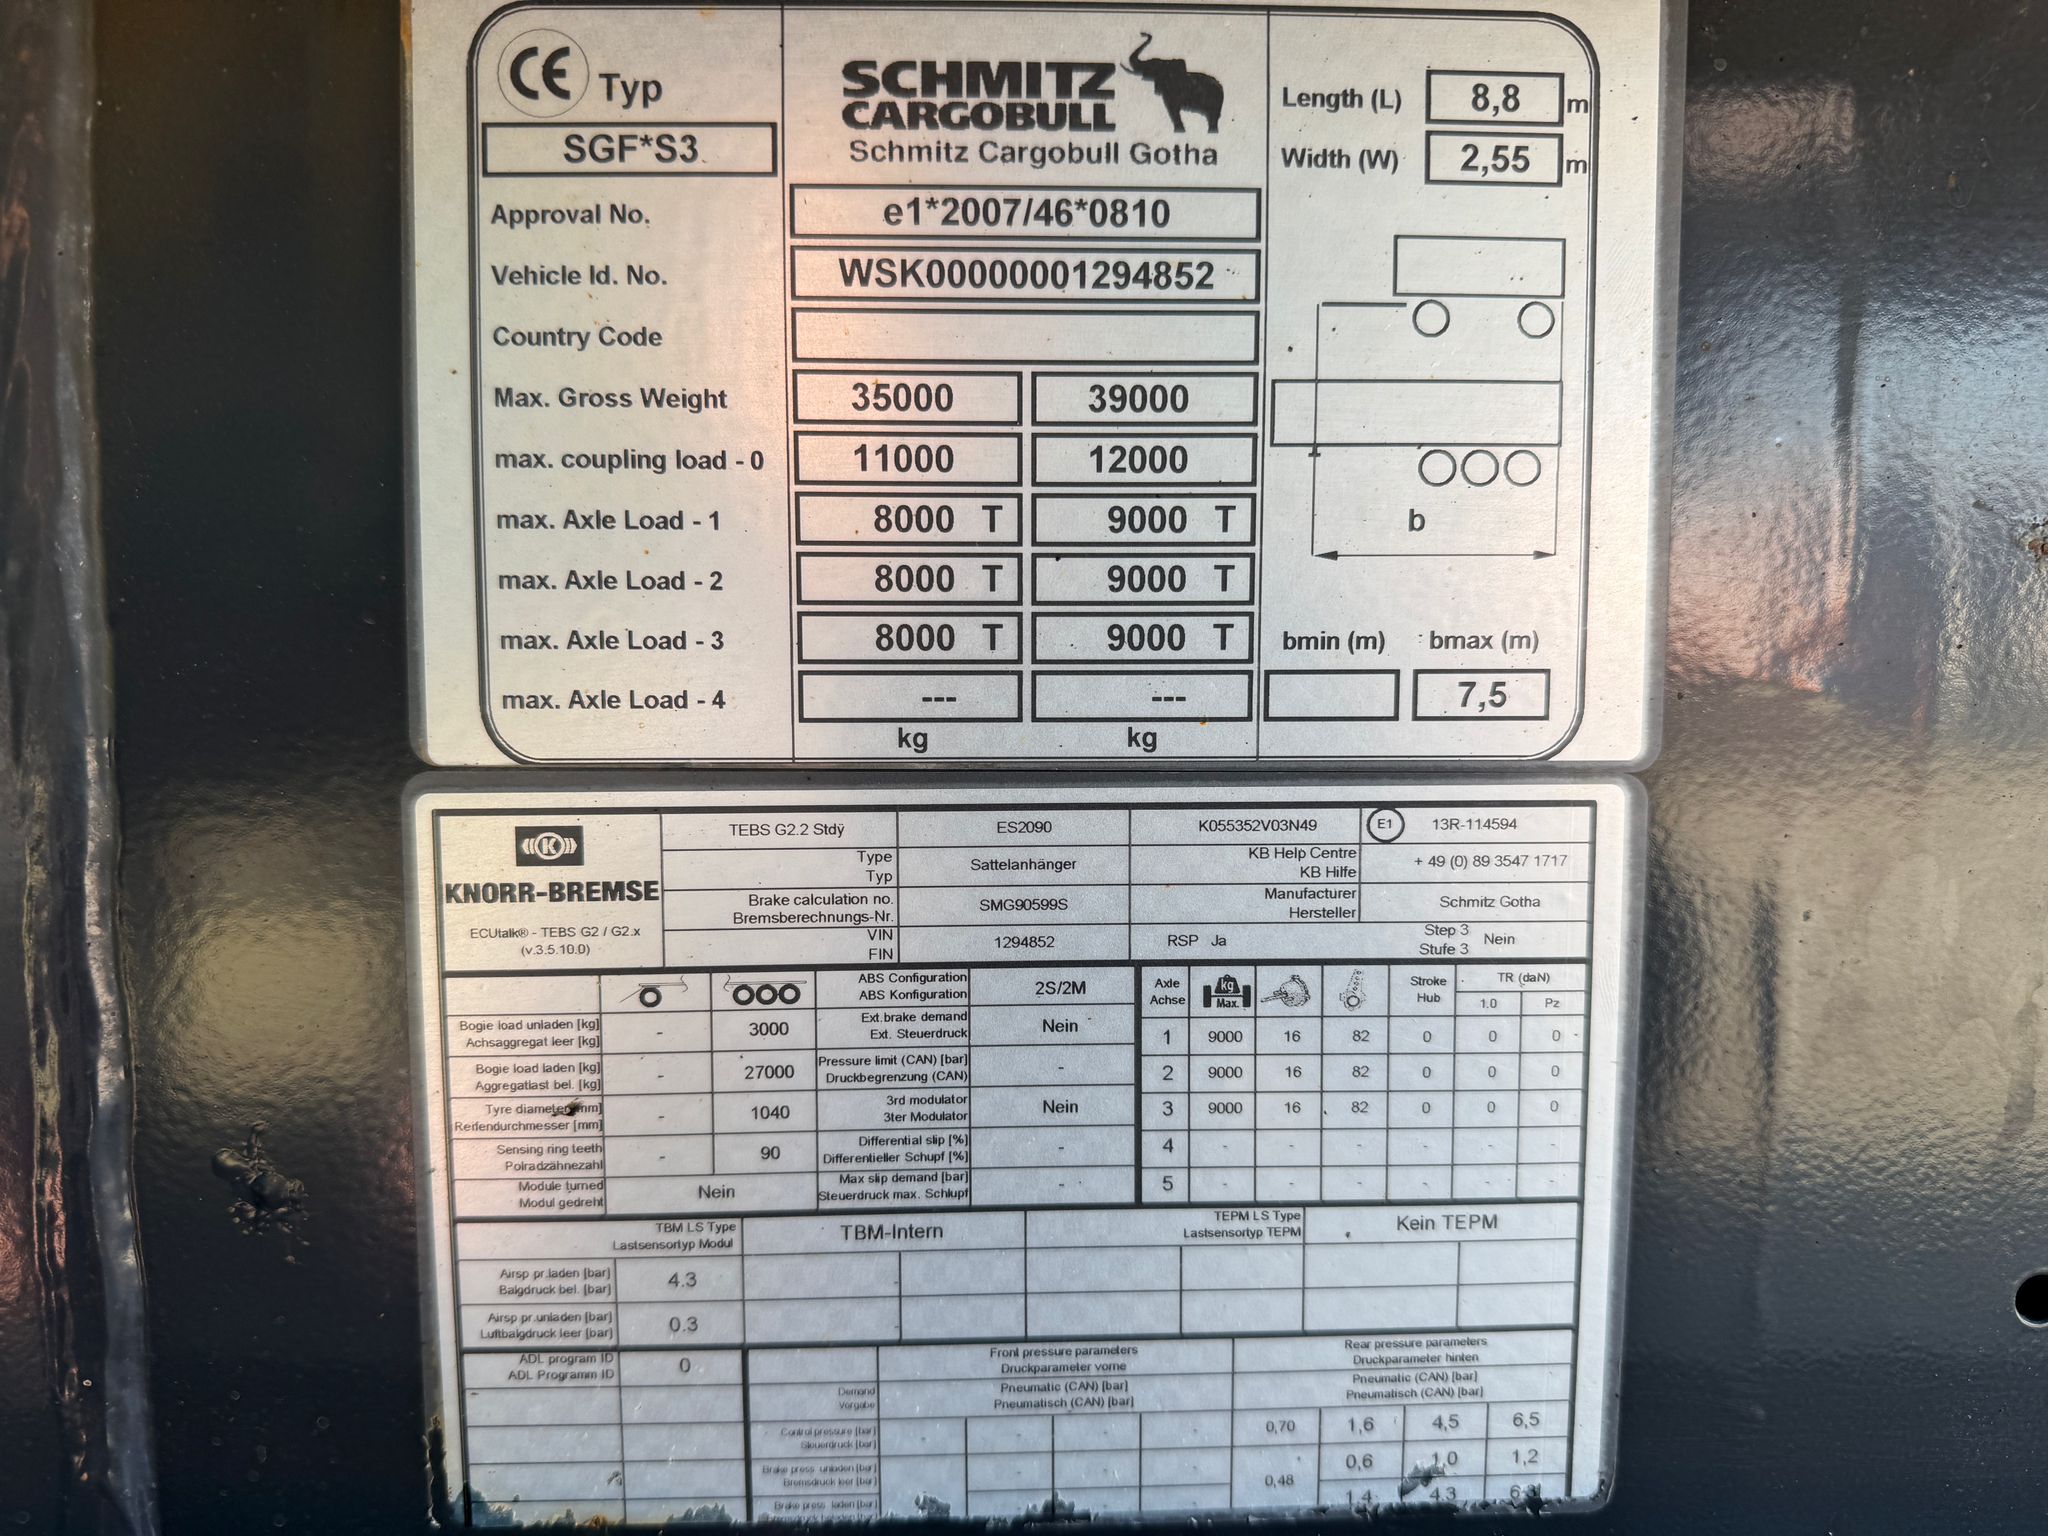 CE Typ
SGF*S3
SCHMITZ
CARGOBULL
Schmitz Cargobull Gotha
Length (L) 8,8 m
Width (W) 2,55 m
Approval No. e1*2007/46*0810
Vehicle Id. No. WSK00000001294852
Country Code
Max. Gross Weight 35000 39000
max. coupling load - 0 11000 12000
max. Axle Load - 1 8000 T 9000 T
max. Axle Load - 2 8000 T 9000 T
max. Axle Load - 3 8000 T 9000 T
max. Axle Load - 4 --- ---
kg kg
b
bmin (m) bmax (m)
7,5
K
KNORR-BREMSE
ECUtalk® - TEBS G2 / G2.x
(v.3.5.10.0)
TEBS G2.2 Stdÿ ES2090 K055352V03N49 E1 13R-114594
Type
Typ
Sattelanhänger
KB Help Centre
KB Hilfe
+ 49 (0) 89 3547 1717
Brake calculation no.
Bremsberechnungs-Nr.
SMG90599S
Manufacturer
Hersteller
Schmitz Gotha
VIN
FIN
1294852
RSP Ja
Step 3
Stufe 3
Nein
Bogie load unladen [kg]
Achsaggregat leer [kg]
- 3000
Bogie load laden [kg]
Aggregatlast bel. [kg]
- 27000
Tyre diameter [mm]
Reifendurchmesser [mm]
- 1040
Sensing ring teeth
Polradzähnezahl
- 90
Module turned
Modul gedreht
Nein
ABS Configuration
ABS Konfiguration
2S/2M
Ext.brake demand
Ext. Steuerdruck
Nein
Pressure limit (CAN) [bar]
Druckbegrenzung (CAN)
-
3rd modulator
3ter Modulator
Nein
Differential slip [%]
Differentieller Schupf [%]
-
Max slip demand [bar]
Steuerdruck max. Schlupf
-
Axle
Achse
kg
Max.
Stroke
Hub
TR (daN)
1.0 Pz
1 9000 16 82 0 0 0
2 9000 16 82 0 0 0
3 9000 16 82 0 0 0
4 - - - - - -
5 - - - - - -
TBM LS Type
Lastsensortyp Modul
TBM-Intern
TEPM LS Type
Lastsensortyp TEPM
Kein TEPM
Airsp pr.laden [bar]
Balgdruck bel. [bar]
4.3
Airsp pr.unladen [bar]
Luftbalgdruck leer [bar]
0.3
ADL program ID
ADL Programm ID
0
Front pressure parameters
Druckparameter vorne
Rear pressure parameters
Druckparameter hinten
Demand
Vorgabe
Pneumatic (CAN) [bar]
Pneumatisch (CAN) [bar]
Pneumatic (CAN) [bar]
Pneumatisch (CAN) [bar]
Control pressure [bar]
Steuerdruck [bar]
- - - - 0,70 1,6 4,5 6,5
Brake press. unladen [bar]
Bremsdruck leer [bar]
- - - - 0,48 0,6 1,0 1,2
Brake press. laden [bar]
1,4 4,3